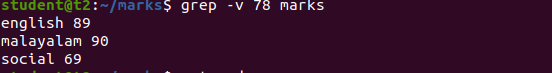 student@t2:~/marks$ grep -v 78 marks
english 89
malayalam 90
social 69